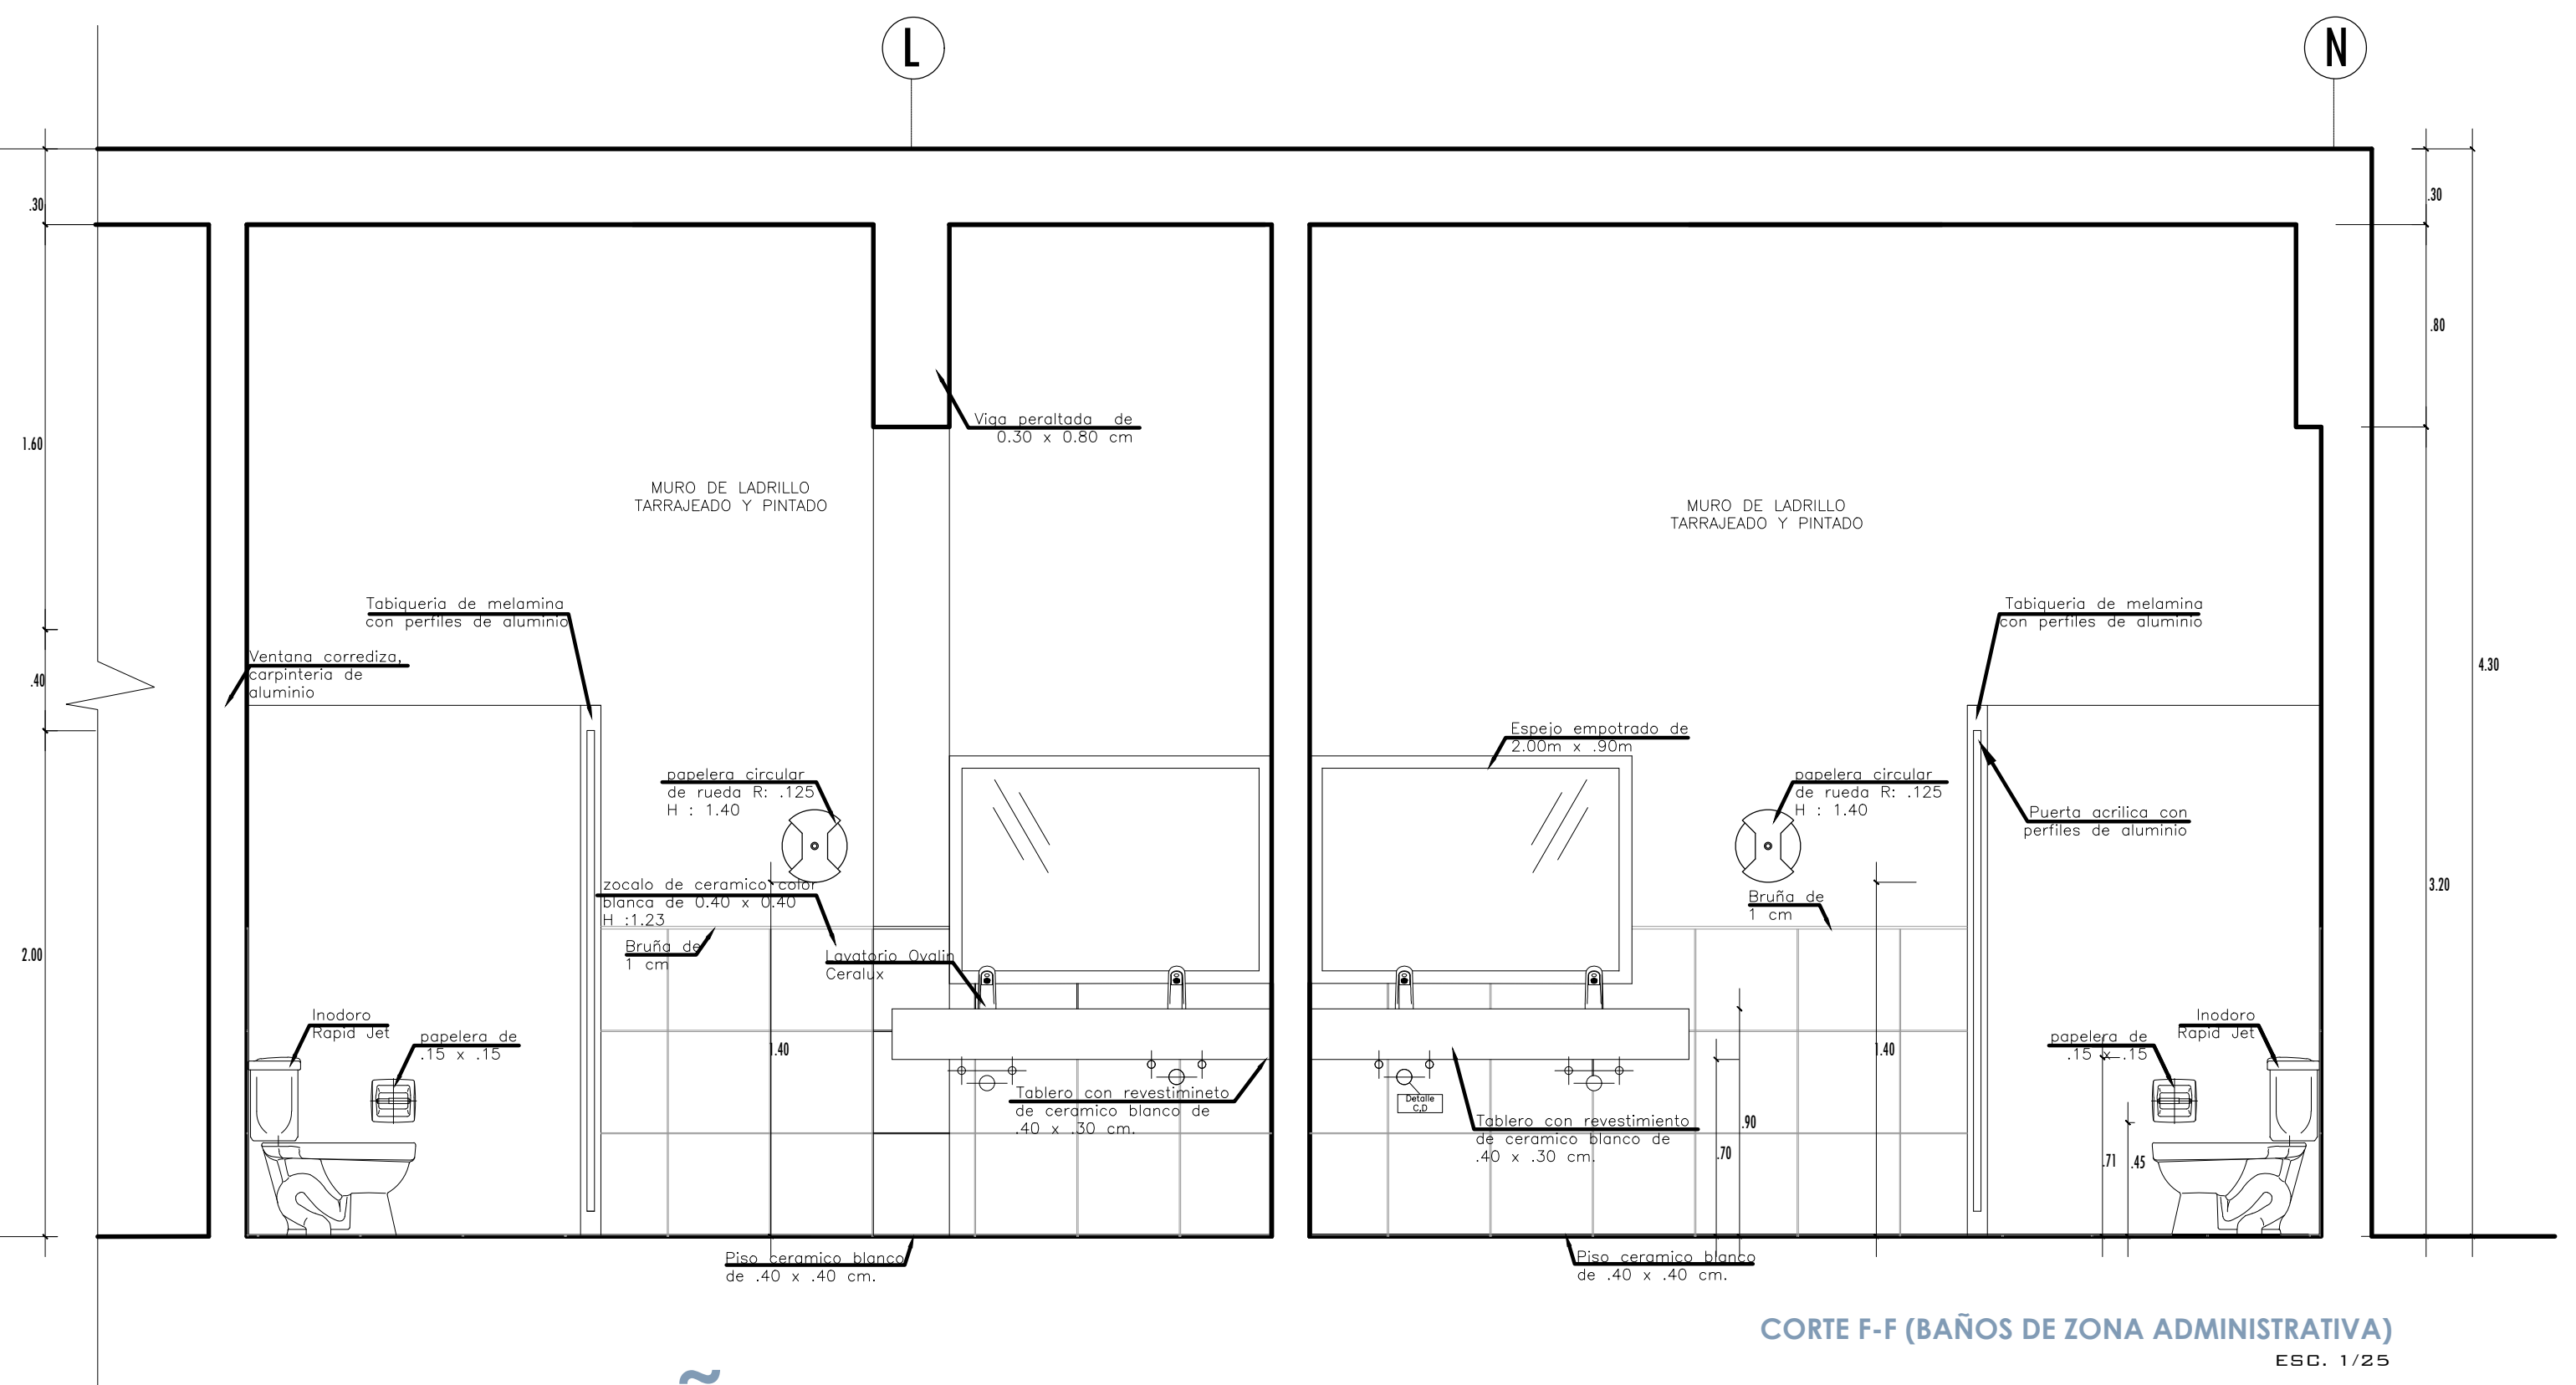 L
N
.30
.30
.80
1.60
Viga peraltada de
0.30 x 0.80 cm
MURO DE LADRILLO
TARRAJEADO Y PINTADO
MURO DE LADRILLO
TARRAJEADO Y PINTADO
Tabiqueria de melamina
con perfiles de aluminio
Tabiqueria de melamina
con perfiles de aluminio
Ventana corrediza,
carpinteria de
aluminio
.40
4.30
Espejo empotrado de
2.00m x .90m
papelera circular
de rueda R: .125
H : 1.40
papelera circular
de rueda R: .125
H : 1.40
Puerta acrilica con
perfiles de aluminio
zocalo de ceramico color
blanca de 0.40 x 0.40
H :1.23
Bruña de
1 cm
3.20
Bruña de
1 cm
2.00
Lavatorio Ovalin
Ceralux
Inodoro
Rapid Jet
papelera de
.15 x .15
1.40
1.40
Inodoro
Rapid Jet
papelera de
.15 x .15
Tablero con revestimineto
de ceramico blanco de
.40 x .30 cm.
Detalle
C,D
Tablero con revestimiento
de ceramico blanco de
.40 x .30 cm.
.90
.70
.71
.45
Piso ceramico blanco
de .40 x .40 cm.
Piso ceramico blanco
de .40 x .40 cm.
CORTE F-F (BAÑOS DE ZONA ADMINISTRATIVA)
ESC. 1/25